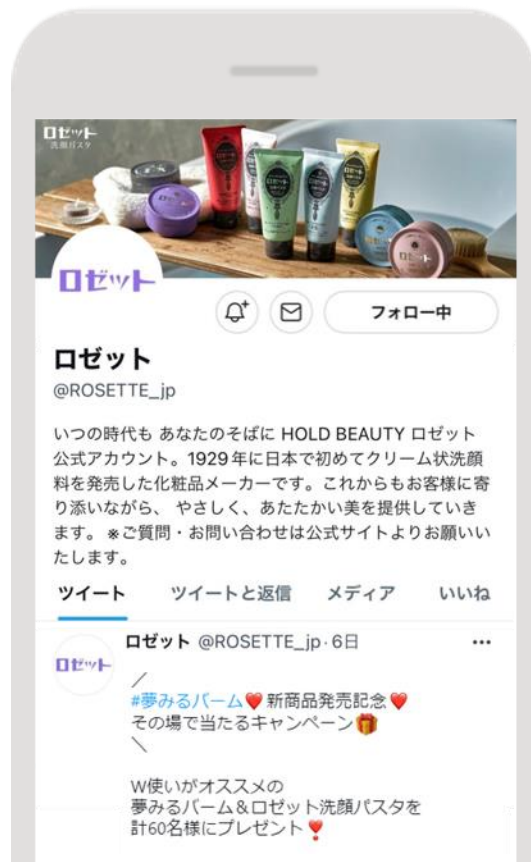 ロゼット
洗顔パスタ
ロゼット
フォロー中
ロゼット
@ROSETTE_jp
いつの時代も あなたのそばに HOLD BEAUTY ロゼット
公式アカウント。1929年に日本で初めてクリーム状洗顔
料を発売した化粧品メーカーです。これからもお客様に寄
り添いながら、 やさしく、あたたかい美を提供していき
ます。 ※ご質問・お問い合わせは公式サイトよりお願いい
たします。
ツイート ツイートと返信 メディア いいね
ロゼット @ROSETTE_jp·6日
ロゼット
／
#夢みるバーム❤️新商品発売記念❤️
その場で当たるキャンペーン🎁
＼
W使いがオススメの
夢みるバーム＆ロゼット洗顔パスタを
計60名様にプレゼント❣️